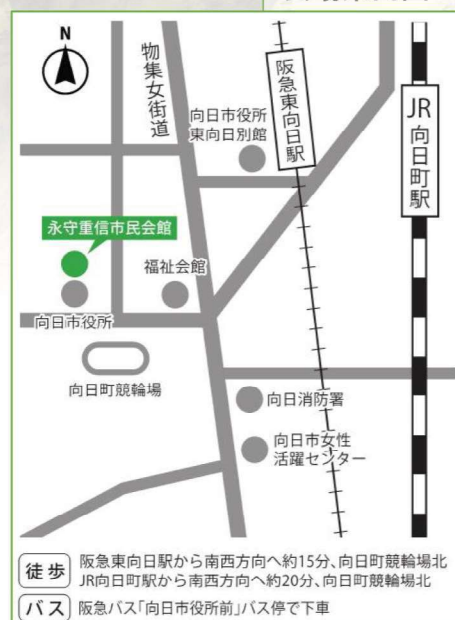 N
物集女街道
阪急東向日駅
JR向日町駅
向日市役所
東向日別館
永守重信市民会館
福祉会館
向日市役所
向日町競輪場
向日消防署
向日市女性
活躍センター
徒歩 阪急東向日駅から南西方向へ約15分、向日町競輪場北
JR向日町駅から南西方向へ約20分、向日町競輪場北
バス 阪急バス「向日市役所前」バス停で下車